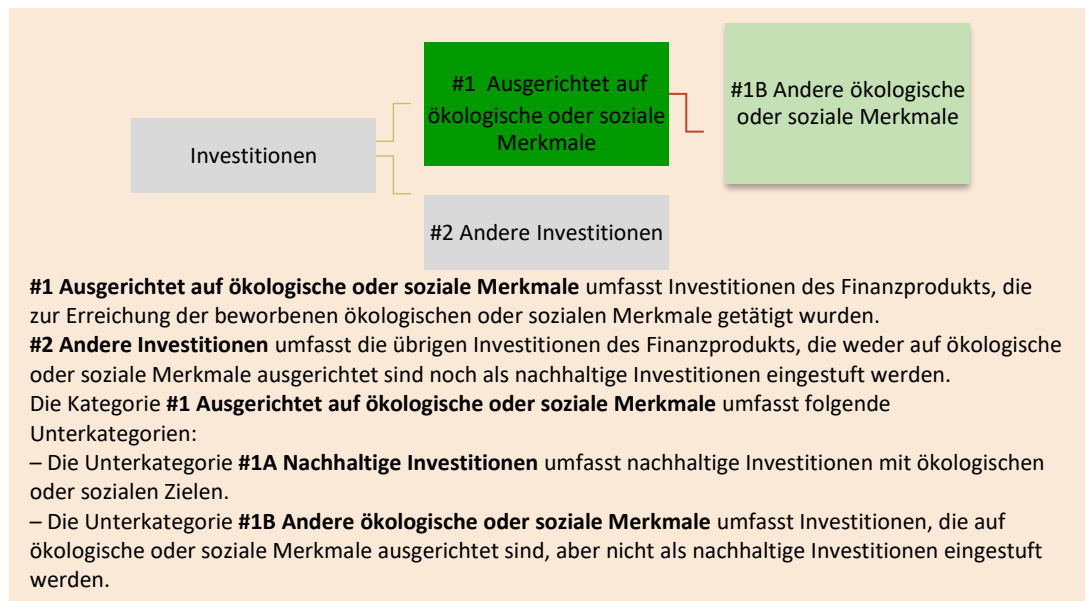 #1 Ausgerichtet auf
ökologische oder soziale
Merkmale
#1B Andere ökologische
oder soziale Merkmale
Investitionen
#2 Andere Investitionen
#1 Ausgerichtet auf ökologische oder soziale Merkmale umfasst Investitionen des Finanzprodukts, die
zur Erreichung der beworbenen ökologischen oder sozialen Merkmale getätigt wurden.
#2 Andere Investitionen umfasst die übrigen Investitionen des Finanzprodukts, die weder auf ökologische
oder soziale Merkmale ausgerichtet sind noch als nachhaltige Investitionen eingestuft werden.
Die Kategorie #1 Ausgerichtet auf ökologische oder soziale Merkmale umfasst folgende
Unterkategorien:
– Die Unterkategorie #1A Nachhaltige Investitionen umfasst nachhaltige Investitionen mit ökologischen
oder sozialen Zielen.
– Die Unterkategorie #1B Andere ökologische oder soziale Merkmale umfasst Investitionen, die auf
ökologische oder soziale Merkmale ausgerichtet sind, aber nicht als nachhaltige Investitionen eingestuft
werden.